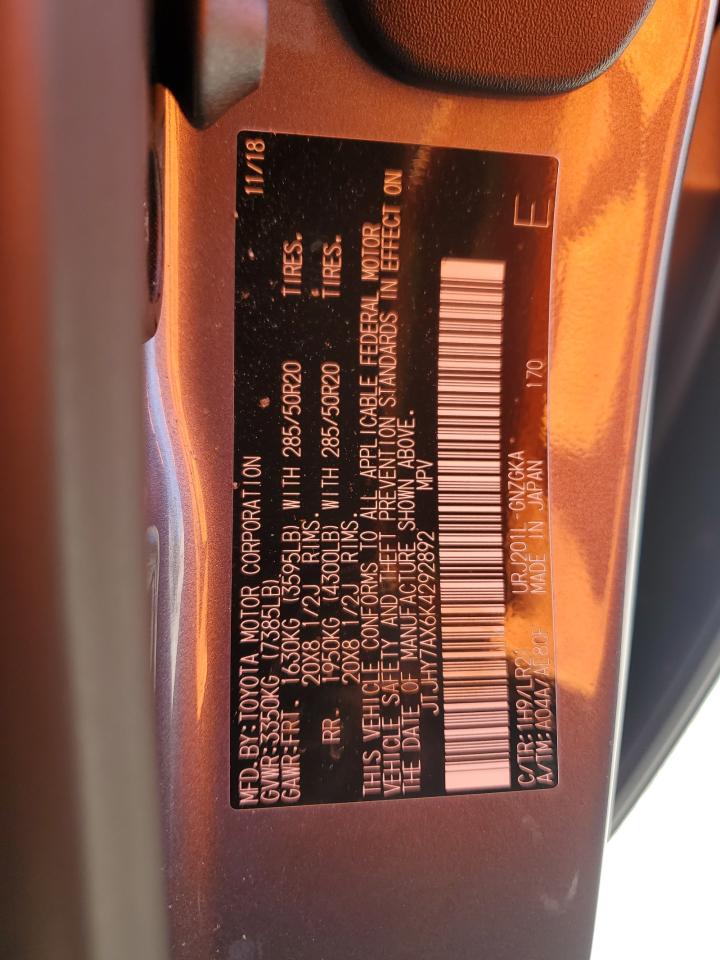 MFD.BY:TOYOTA MOTOR CORPORATION 11/18
GVWR:3350KG (7385LB)
GAWR:FRT. 1630KG (3595LB) WITH 285/50R20 TIRES.
20X8 1/2J RIMS.
RR. 1950KG (4300LB) WITH 285/50R20 TIRES.
20X8 1/2J RIMS.
THIS VEHICLE CONFORMS TO ALL APPLICABLE FEDERAL MOTOR
VEHICLE SAFETY AND THEFT PREVENTION STANDARDS IN EFFECT ON
THE DATE OF MANUFACTURE SHOWN ABOVE.
JTJHY7AX6K4292892 MPV
C/TR:1H9/LR21 URJ201L-GNZGKA 170
A/TM:A04A/AE80F MADE IN JAPAN E